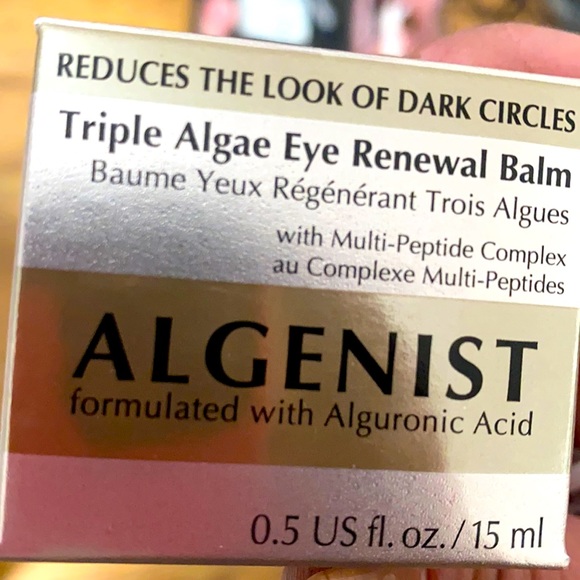 REDUCES THE LOOK OF DARK CIRCLES
Triple Algae Eye Renewal Balm
Baume Yeux Régénérant Trois Algues
with Multi-Peptide Complex
au Complexe Multi-Peptides
ALGENIST
formulated with Alguronic Acid
0.5 US fl. oz. / 15 ml